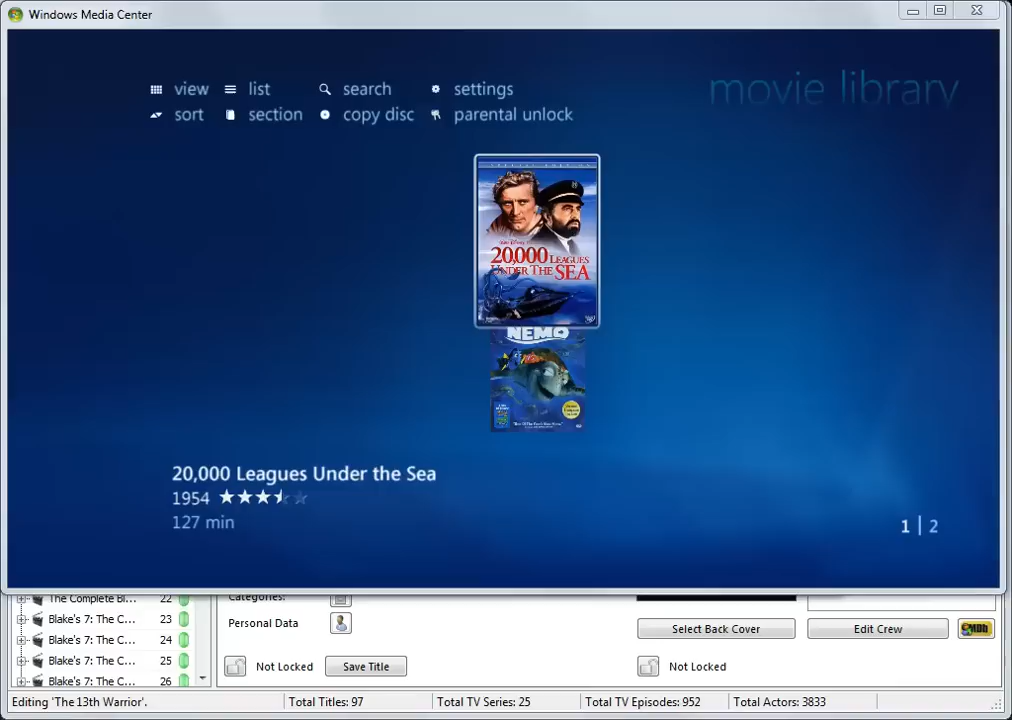 Windows Media Center
view list search settings
movie library
sort section copy disc parental unlock
20,000 LEAGUES
UNDER THE SEA
NEMO
20,000 Leagues Under the Sea
1954
127 min
1 | 2
The Complete Bl... 22
Categories:
Blake's 7: The C... 23
Personal Data
Select Back Cover
Edit Crew
IMDb
Blake's 7: The C... 24
Blake's 7: The C... 25
Not Locked
Save Title
Not Locked
Blake's 7: The C... 26
Editing 'The 13th Warrior'.
Total Titles: 97
Total TV Series: 25
Total TV Episodes: 952
Total Actors: 3833